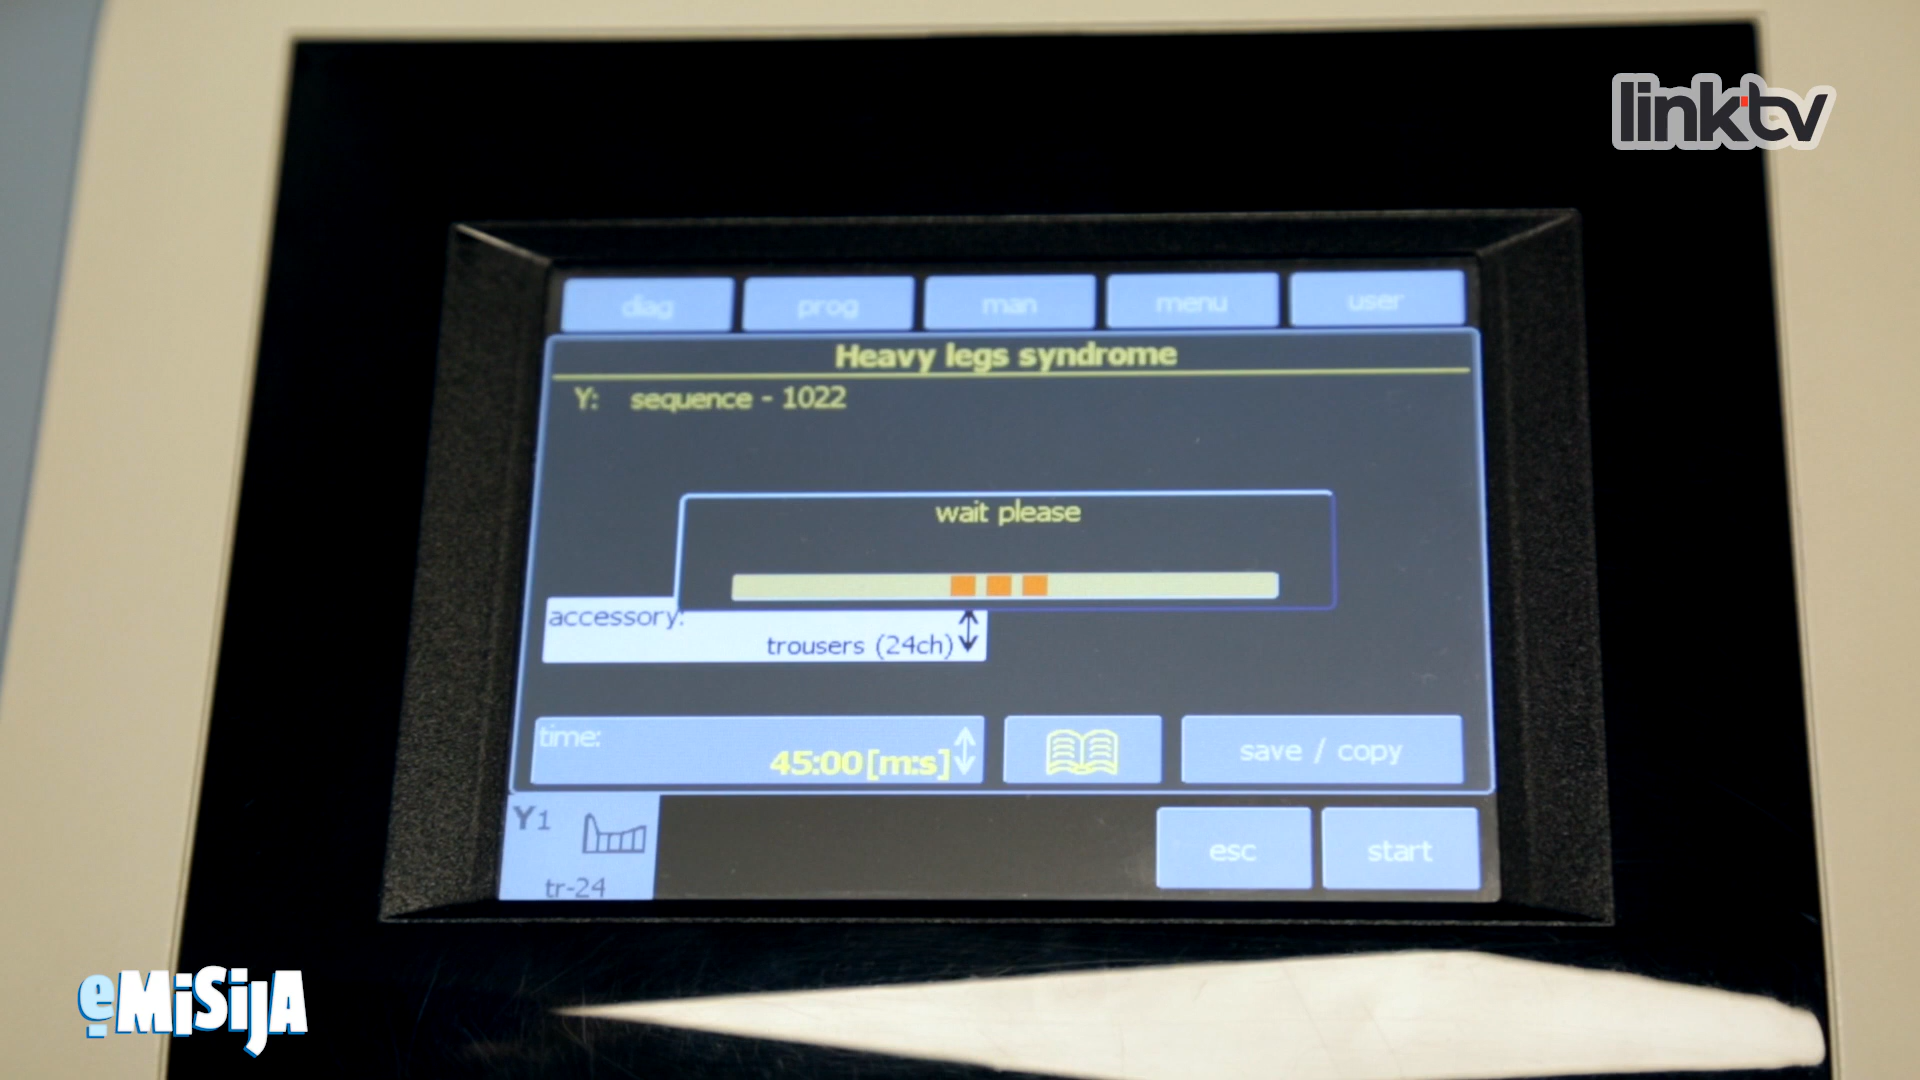 linktv
diag prog man menu user
Heavy legs syndrome
Y: sequence - 1022
wait please
accessory:
trousers (24ch)
time:
45:00[m:s]
save / copy
Y1
tr-24
esc start
eMiSijA